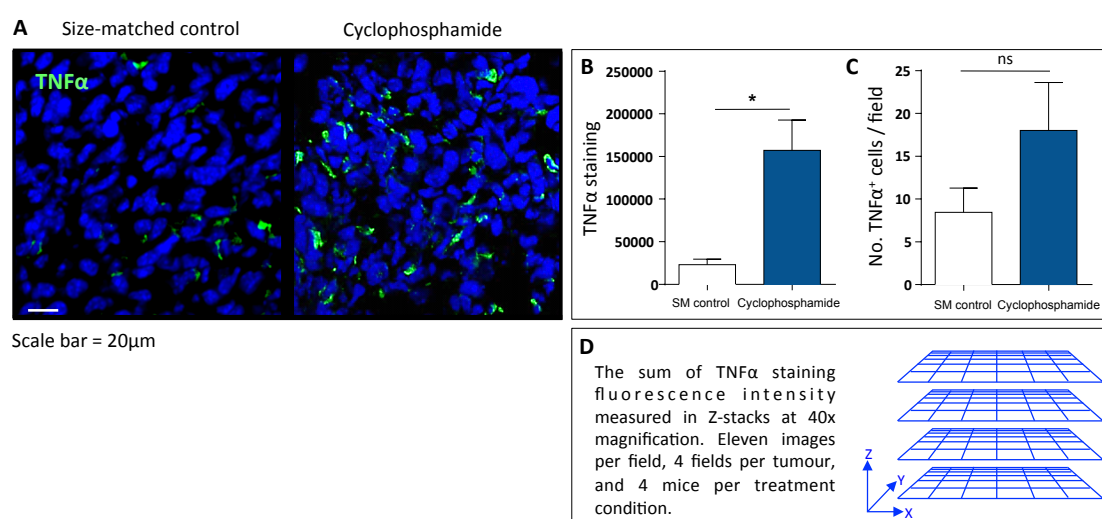 A
Size-matched control
Cyclophosphamide
TNFα
Scale bar = 20µm
B
250000
200000
150000
100000
50000
0
TNFα staining
*
SM control
Cyclophosphamide
C
25
20
15
10
5
0
No. TNFα⁺ cells / field
ns
SM control
Cyclophosphamide
D
The sum of TNFα staining
fluorescence intensity
measured in Z-stacks at 40x
magnification. Eleven images
per field, 4 fields per tumour,
and 4 mice per treatment
condition.
Z
Y
X